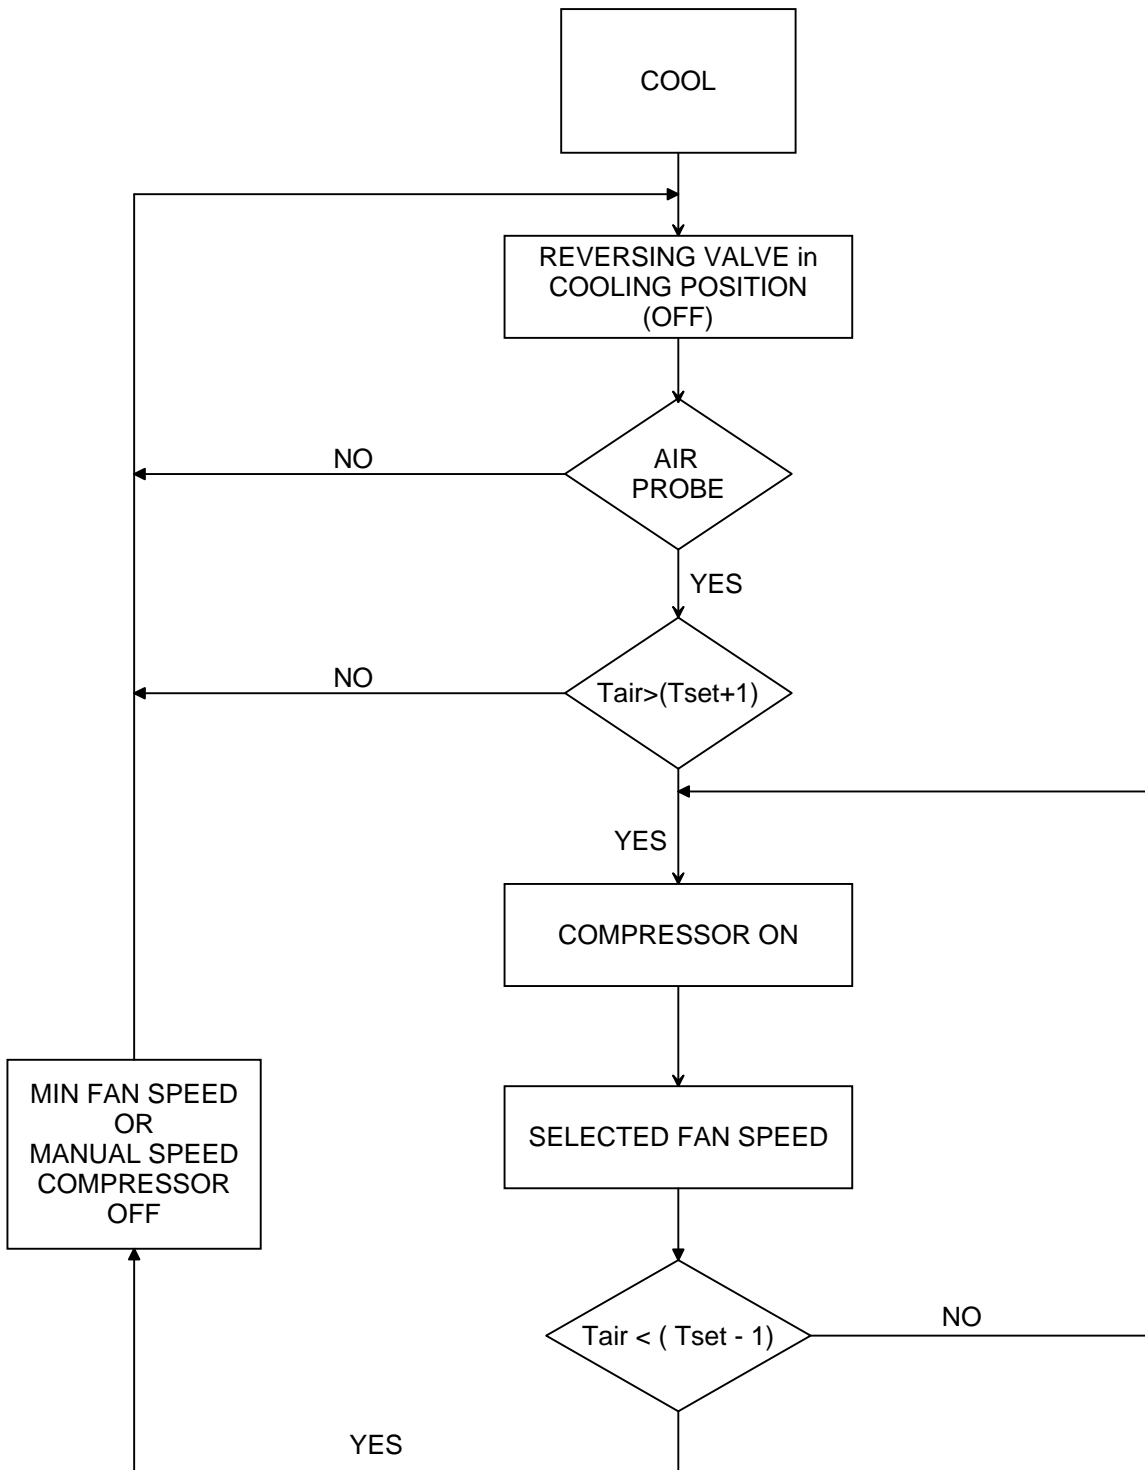 COOL
REVERSING VALVE in
COOLING POSITION
(OFF)
NO
AIR
PROBE
YES
NO
Tair>(Tset+1)
YES
COMPRESSOR ON
MIN FAN SPEED
OR
MANUAL SPEED
COMPRESSOR
OFF
SELECTED FAN SPEED
Tair < ( Tset - 1)
NO
YES